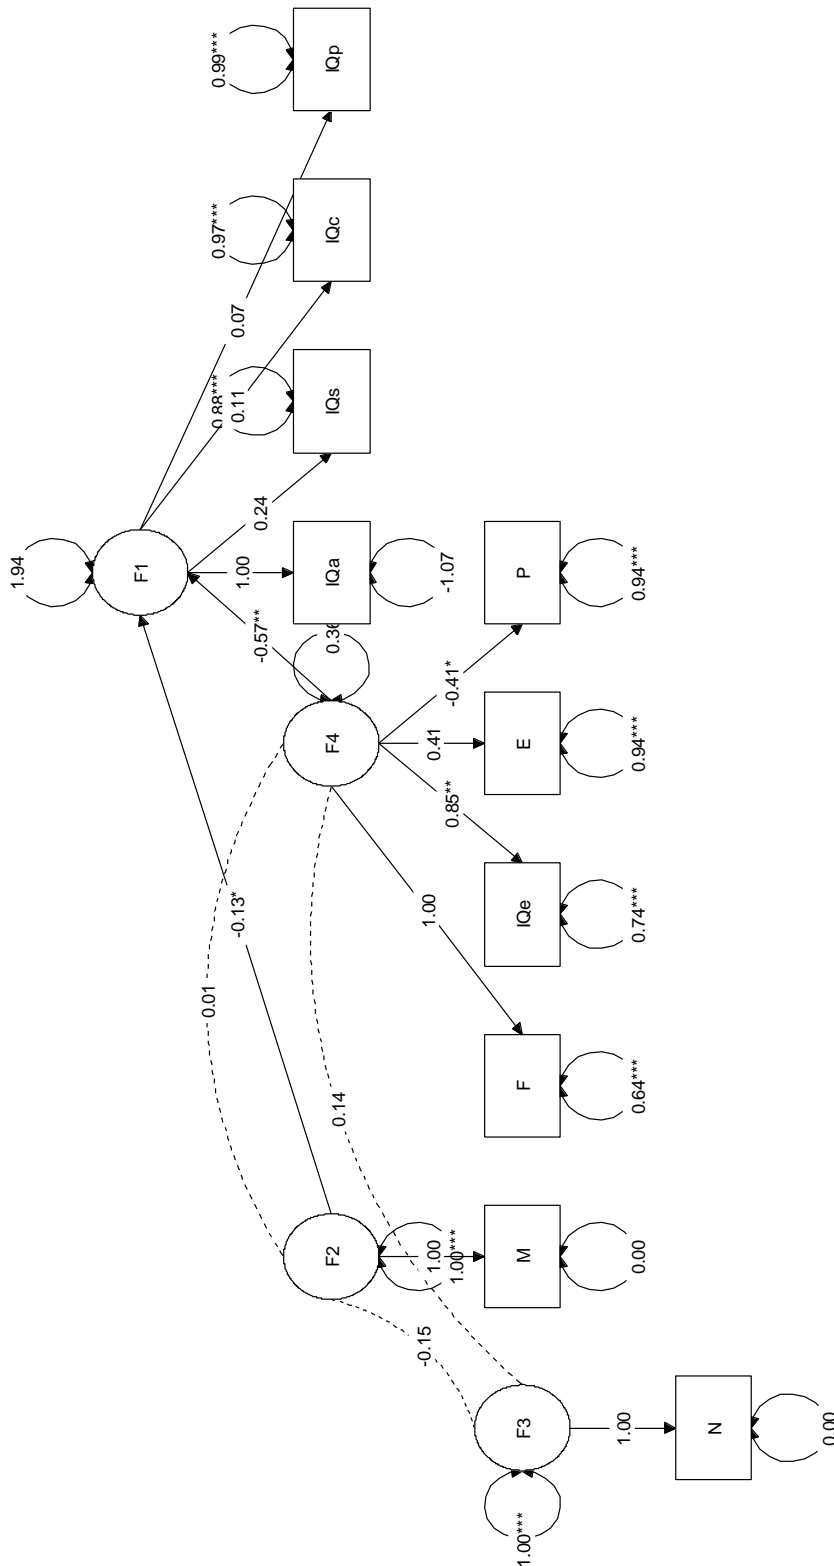 1.94
F1
0.01
0.88***
0.97***
0.99***
-0.13*
1.00
0.11
0.07
-0.57**
0.24
F2
F4
0.36
IQa
IQs
IQc
IQp
0.14
-0.15
1.00
1.00***
1.00
0.85**
0.41
-0.41*
-1.07
1.00***
F3
M
F
IQe
E
P
1.00
0.00
0.64***
0.74***
0.94***
0.94***
N
0.00